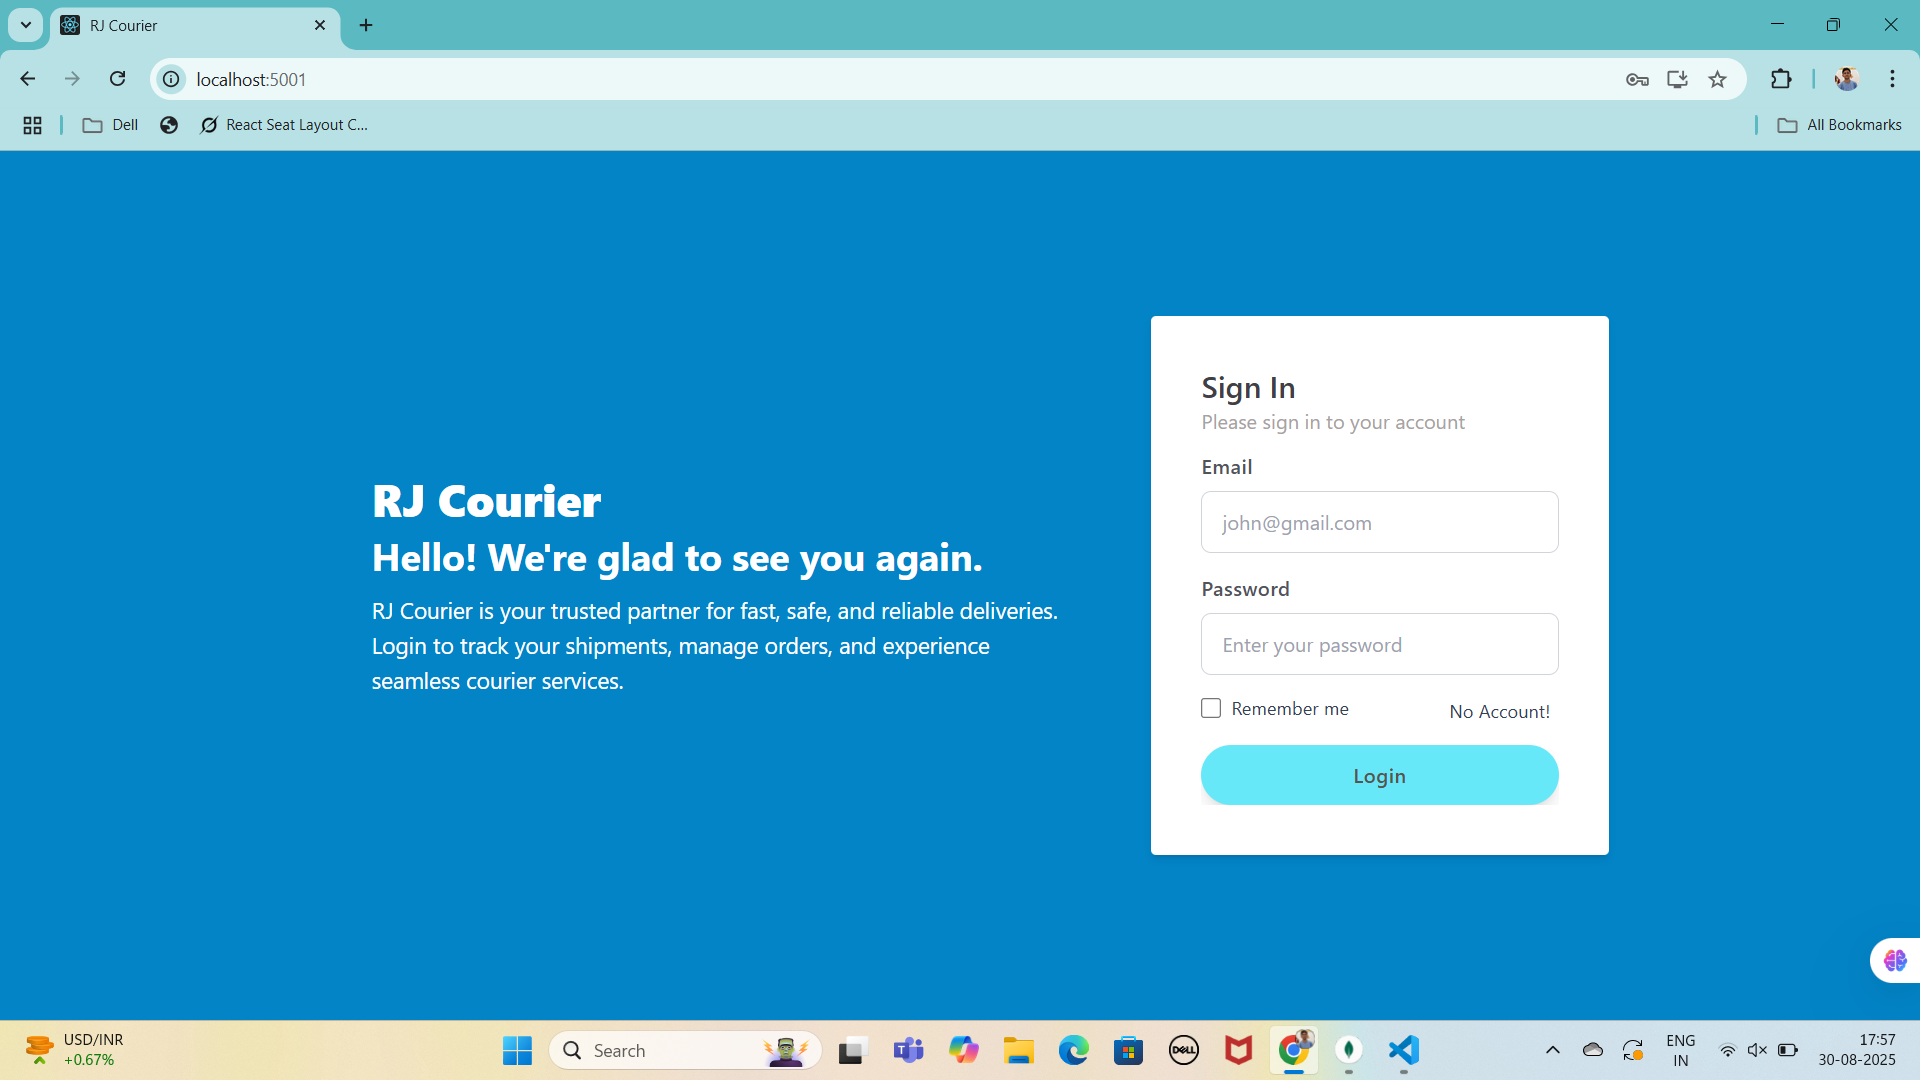 RJ Courier
localhost:5001
Dell
React Seat Layout C...
All Bookmarks
RJ Courier
Hello! We're glad to see you again.
RJ Courier is your trusted partner for fast, safe, and reliable deliveries.
Login to track your shipments, manage orders, and experience
seamless courier services.
Sign In
Please sign in to your account
Email
john@gmail.com
Password
Enter your password
Remember me
No Account!
Login
USD/INR
+0.67%
Search
DELL
ENG
IN
17:57
30-08-2025